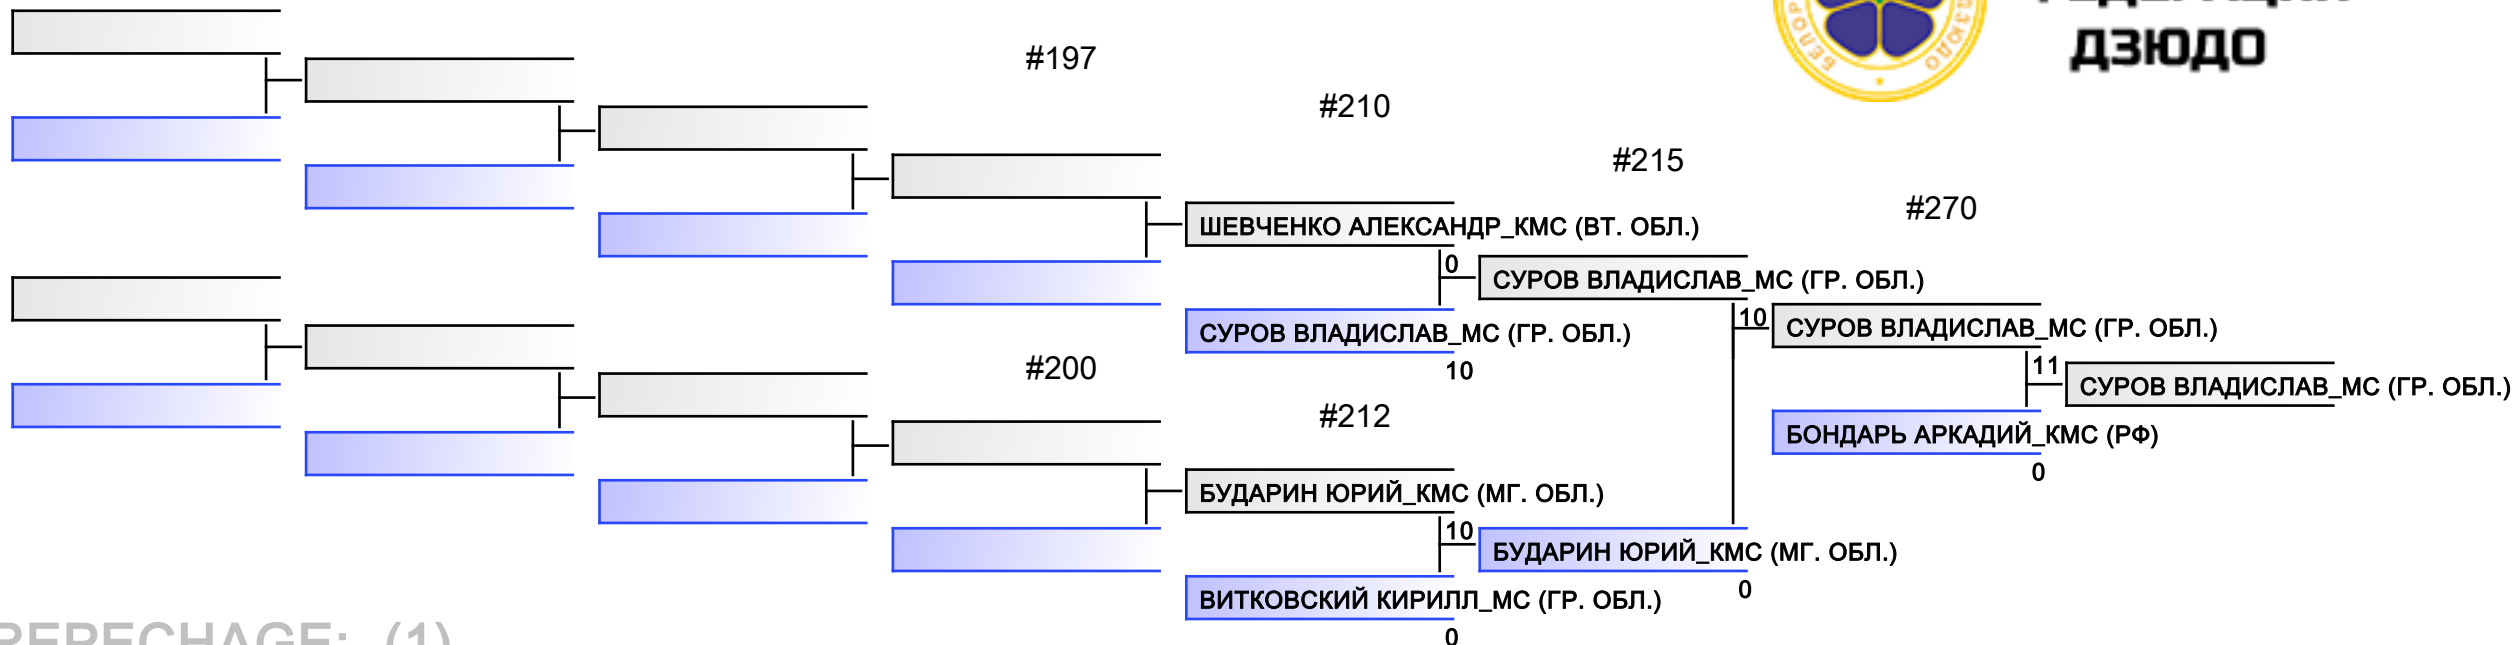 ДЗЮДО
#197
#210
#215
#270
ШЕВЧЕНКО АЛЕКСАНДР_КМС (ВТ. ОБЛ.)
0
СУРОВ ВЛАДИСЛАВ_МС (ГР. ОБЛ.)
СУРОВ ВЛАДИСЛАВ_МС (ГР. ОБЛ.)
10
10
СУРОВ ВЛАДИСЛАВ_МС (ГР. ОБЛ.)
11
СУРОВ ВЛАДИСЛАВ_МС (ГР. ОБЛ.)
БОНДАРЬ АРКАДИЙ_КМС (РФ)
0
#200
#212
БУДАРИН ЮРИЙ_КМС (МГ. ОБЛ.)
10
БУДАРИН ЮРИЙ_КМС (МГ. ОБЛ.)
0
ВИТКОВСКИЙ КИРИЛЛ_МС (ГР. ОБЛ.)
0
REPECHAGE: (1)